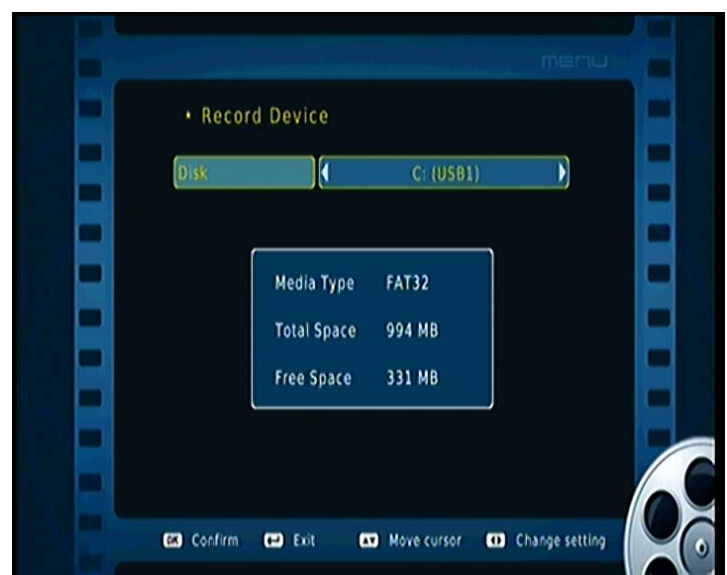 menu
• Record Device
Disk C: (USB1)
Media Type FAT32
Total Space 994 MB
Free Space 331 MB
OK Confirm Exit Move cursor Change setting